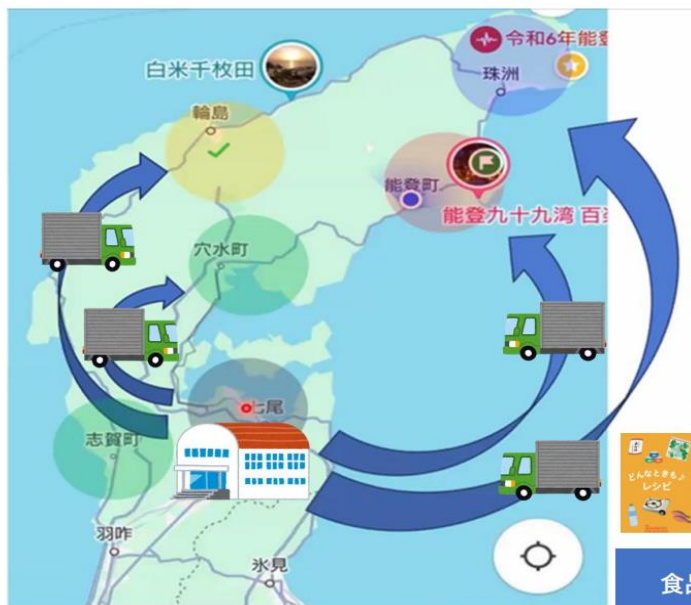 令和6年能登
珠洲
白米千枚田
輪島
能登町
能登九十九湾 百楽
穴水町
七尾
志賀町
羽咋
氷見
どんなときも♪
レシピ
食品